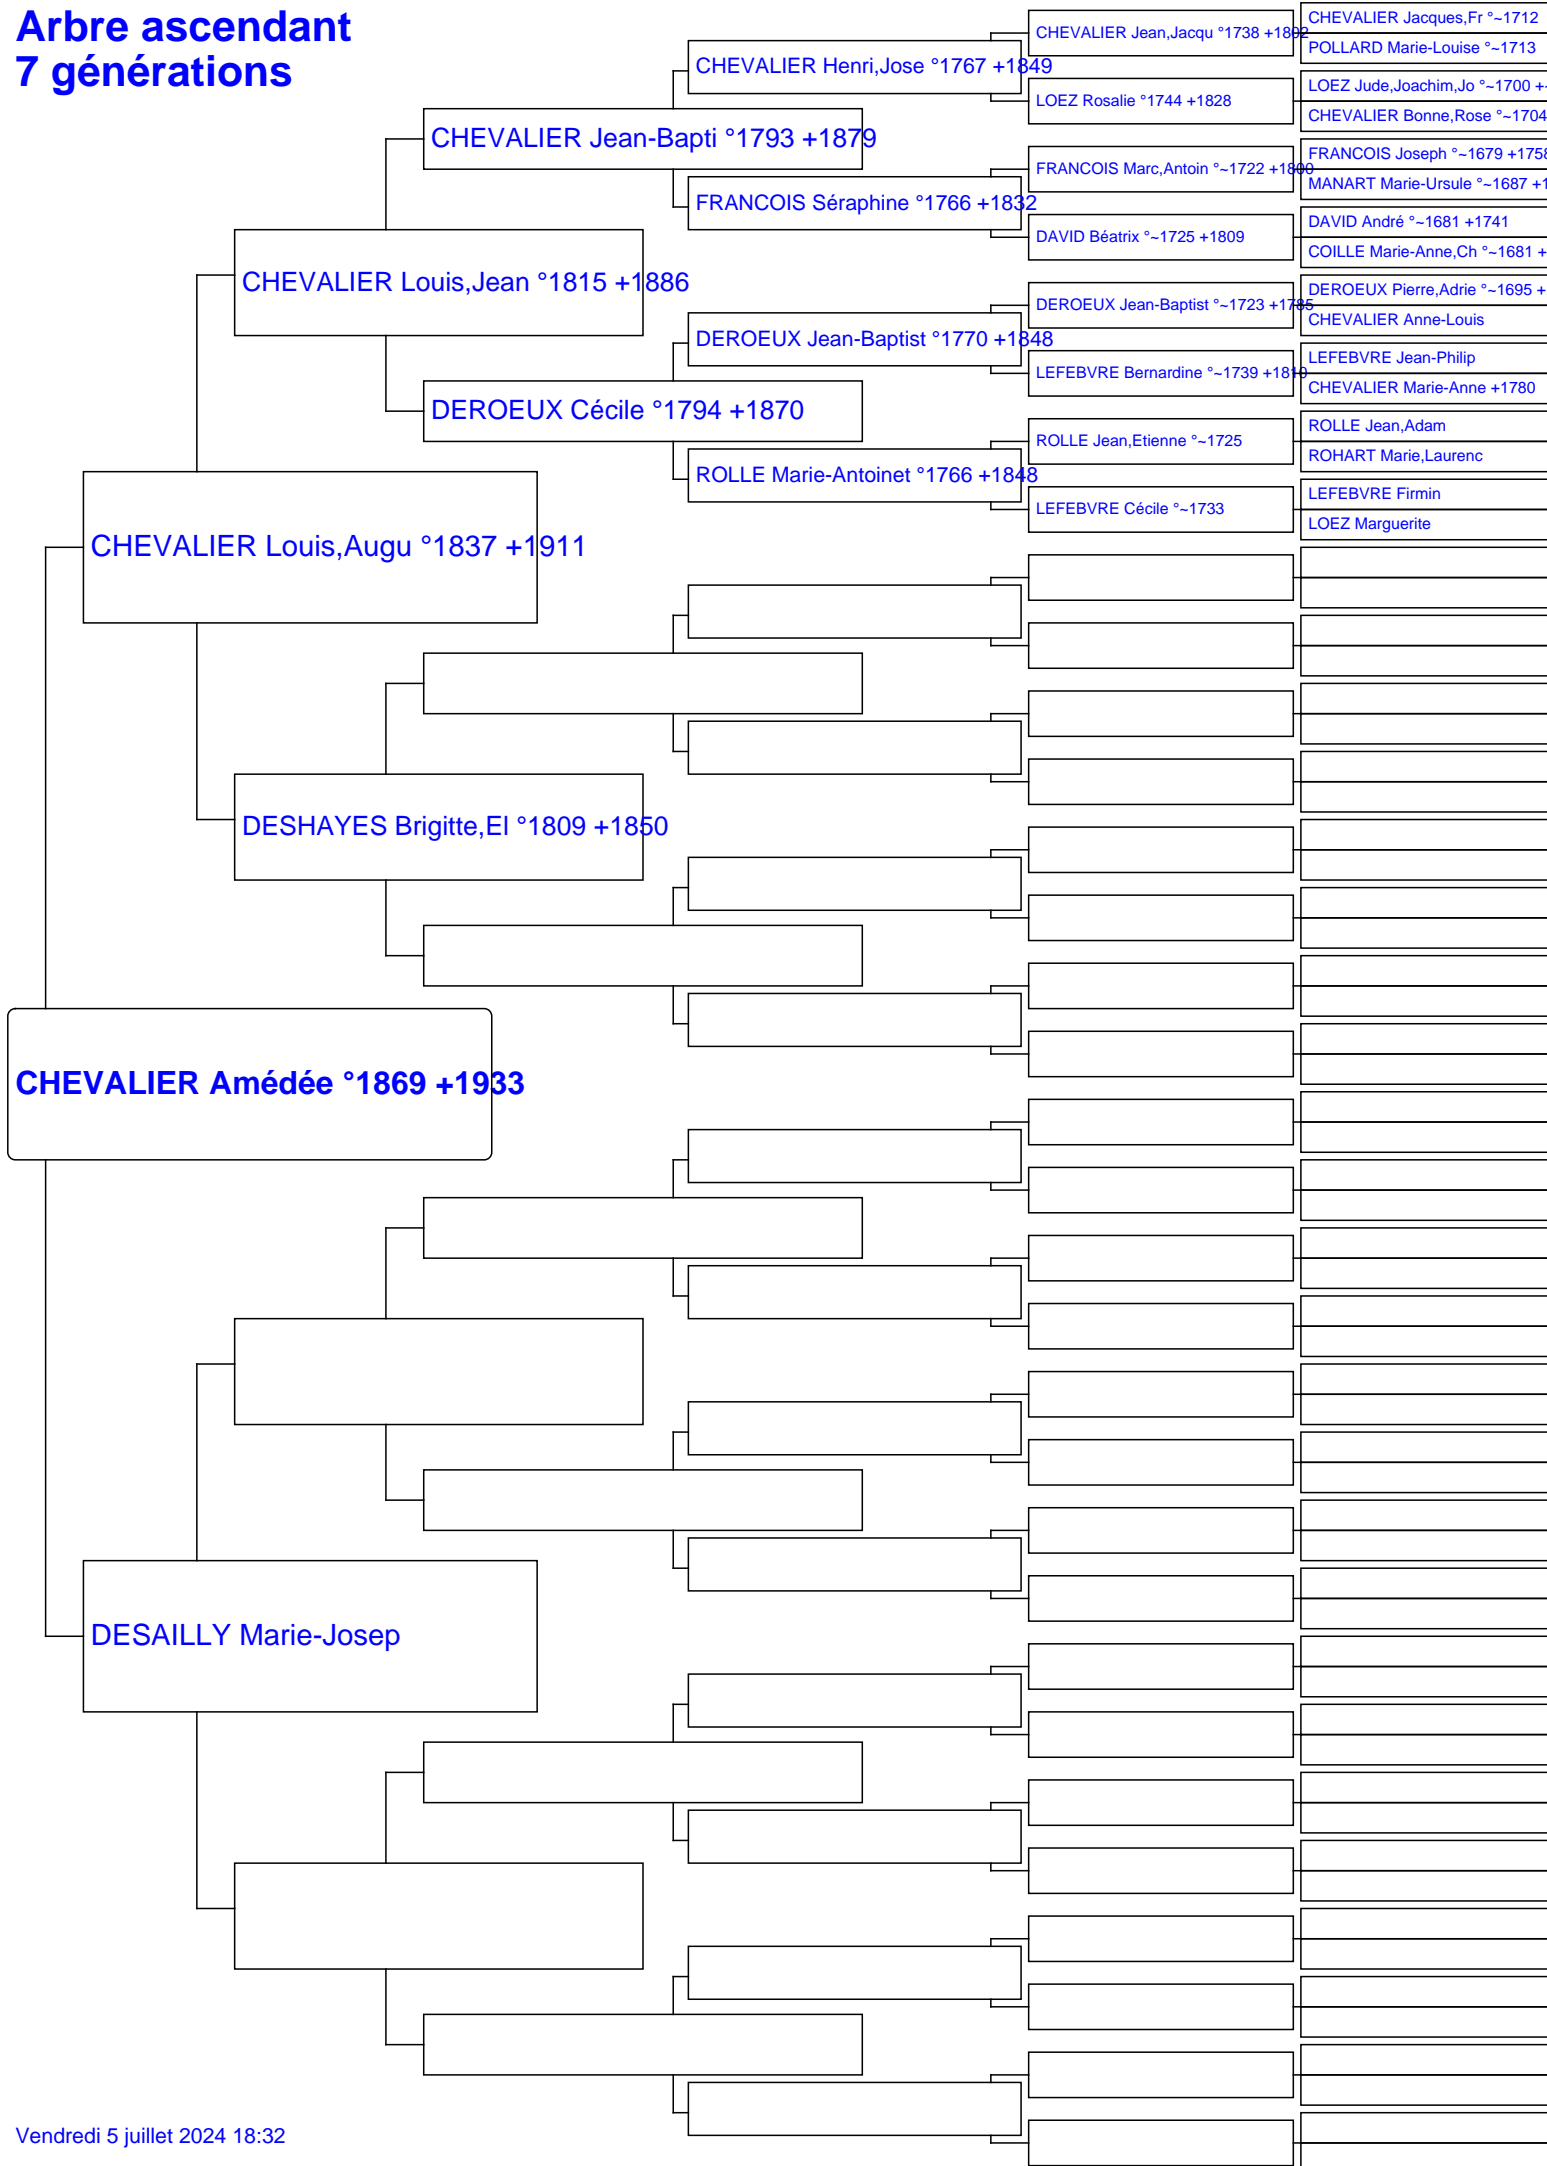 Arbre ascendant
7 générations
CHEVALIER Jacques,Fr °~1712
CHEVALIER Jean,Jacqu °1738 +1802
POLLARD Marie-Louise °~1713
CHEVALIER Henri,Jose °1767 +1849
LOEZ Jude,Joachim,Jo °~1700 +
LOEZ Rosalie °1744 +1828
CHEVALIER Bonne,Rose °~1704
CHEVALIER Jean-Bapti °1793 +1879
FRANCOIS Joseph °~1679 +1758
FRANCOIS Marc,Antoin °~1722 +1800
MANART Marie-Ursule °~1687 +1
FRANCOIS Séraphine °1766 +1832
DAVID André °~1681 +1741
DAVID Béatrix °~1725 +1809
COILLE Marie-Anne,Ch °~1681 +
CHEVALIER Louis,Jean °1815 +1886
DEROEUX Pierre,Adrie °~1695 +
DEROEUX Jean-Baptist °~1723 +1785
CHEVALIER Anne-Louis
DEROEUX Jean-Baptist °1770 +1848
LEFEBVRE Jean-Philip
LEFEBVRE Bernardine °~1739 +1810
CHEVALIER Marie-Anne +1780
DEROEUX Cécile °1794 +1870
ROLLE Jean,Adam
ROLLE Jean,Etienne °~1725
ROHART Marie,Laurenc
ROLLE Marie-Antoinet °1766 +1848
LEFEBVRE Firmin
LEFEBVRE Cécile °~1733
LOEZ Marguerite
CHEVALIER Louis,Augu °1837 +1911
DESHAYES Brigitte,El °1809 +1850
CHEVALIER Amédée °1869 +1933
DESAILLY Marie-Josep
Vendredi 5 juillet 2024 18:32